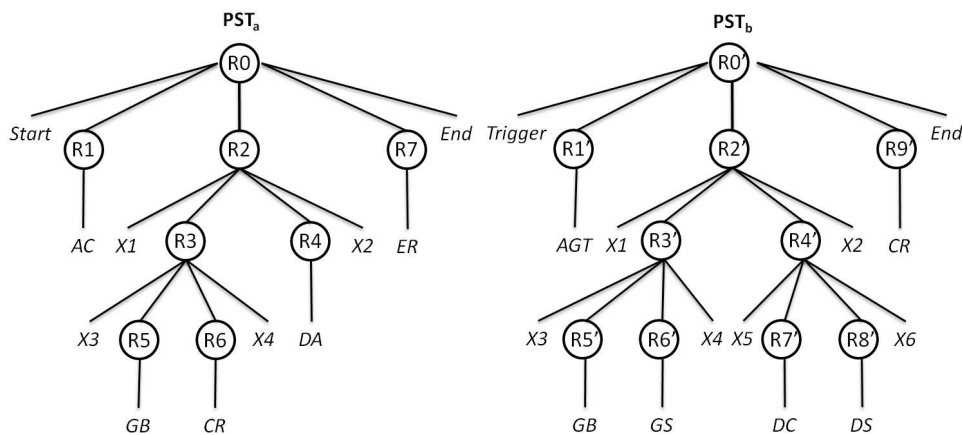 PSTa PSTb
R0 R0′
Start End Trigger End
R1 R2 R7 R1′ R2′ R9′
AC X1 R3 R4 X2 ER AGT X1 R3′ R4′ X2 CR
X3 R5 R6 X4 DA X3 R5′ R6′ X4 X5 R7′ R8′ X6
GB CR GB GS DC DS